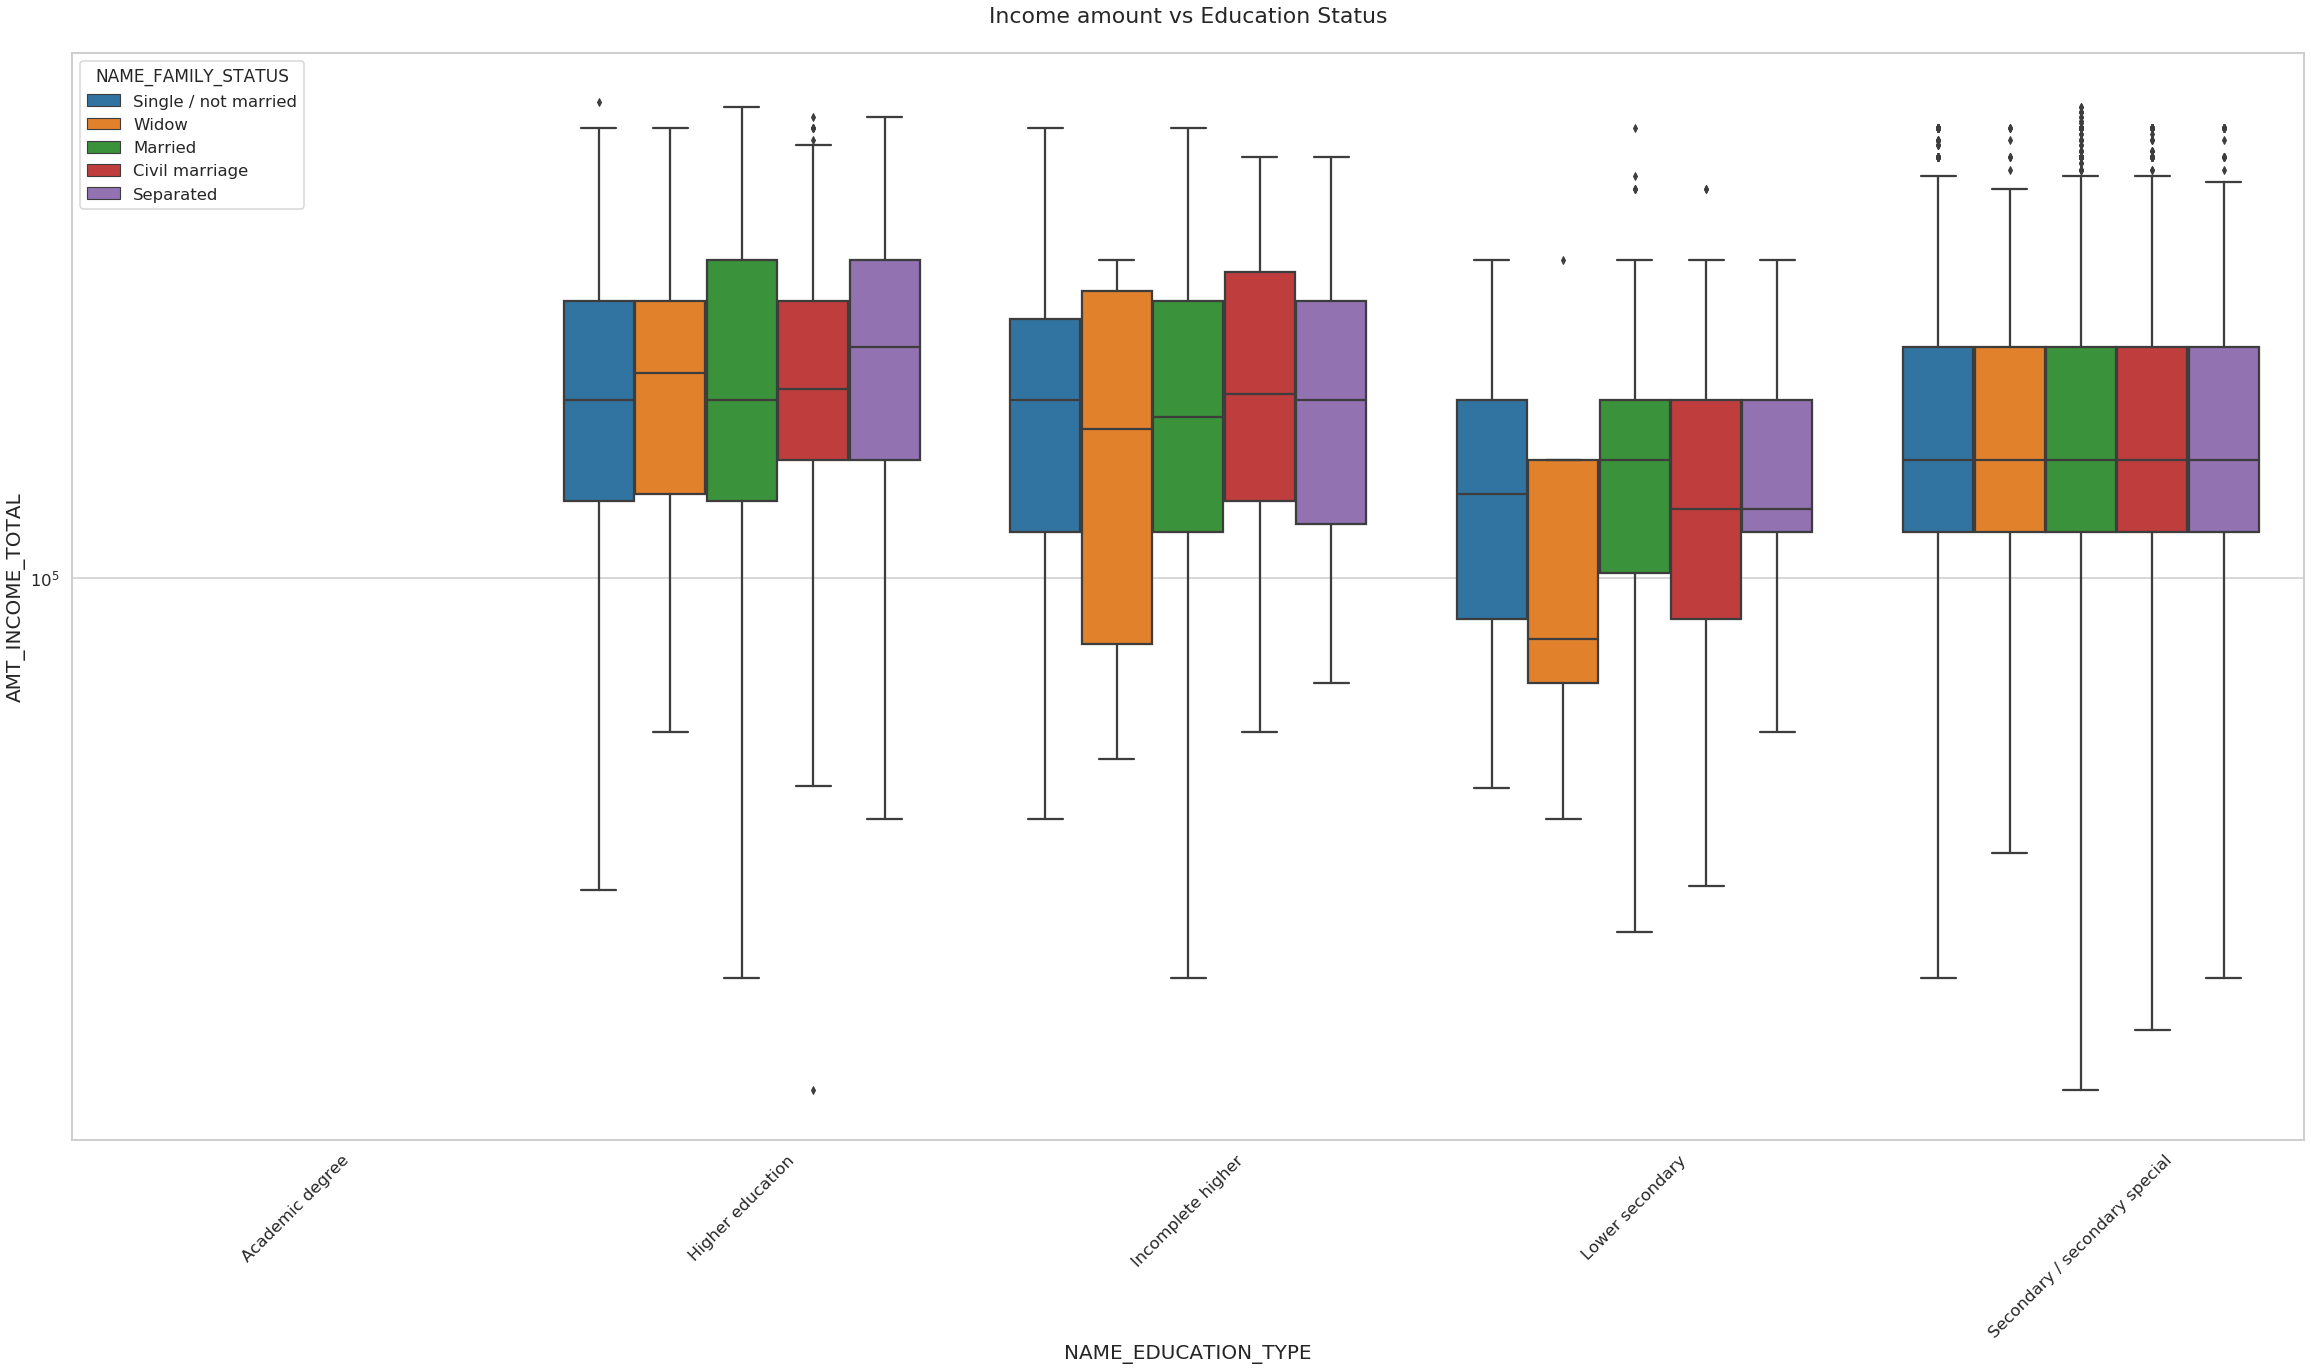 Income amount vs Education Status
NAME_FAMILY_STATUS
Single / not married
Widow
Married
Civil marriage
Separated
AMT_INCOME_TOTAL
10⁵
Academic degree
Higher education
Incomplete higher
Lower secondary
Secondary / secondary special
NAME_EDUCATION_TYPE